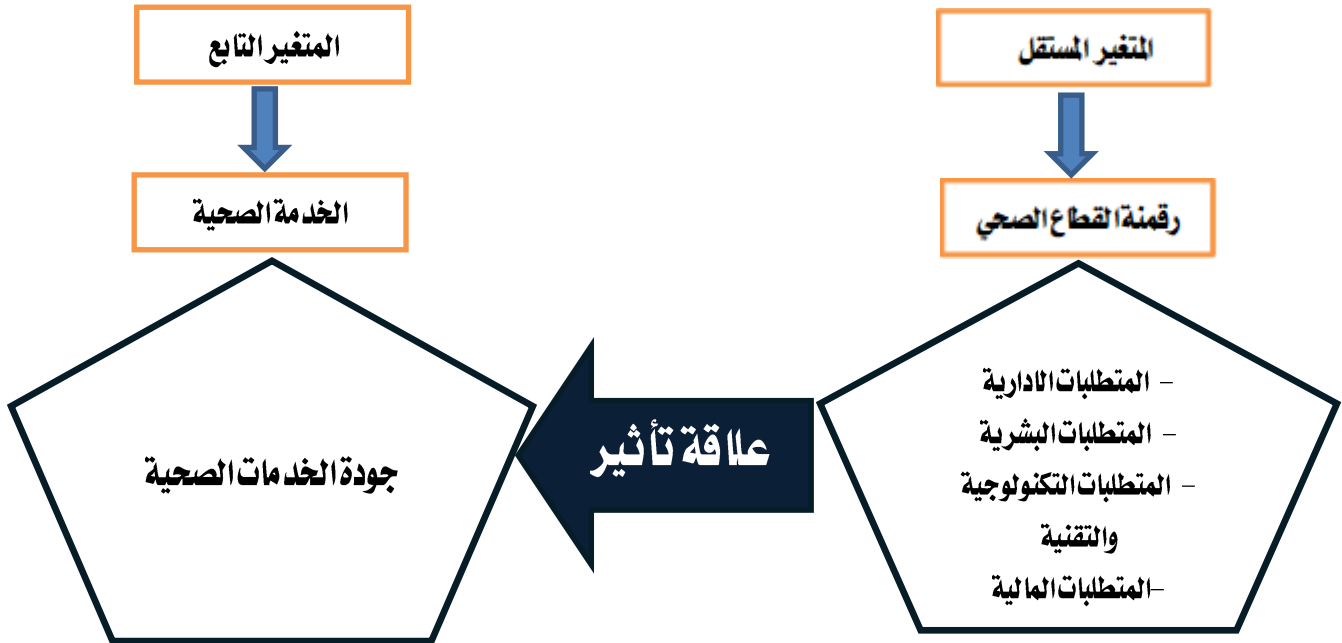 المتغير المستقل
رقمنة القطاع الصحي
- المتطلبات الادارية
- المتطلبات البشرية
- المتطلبات التكنولوجية
والتقنية
-المتطلبات المالية
علاقة تأثير
المتغير التابع
الخدمة الصحية
جودة الخدمات الصحية